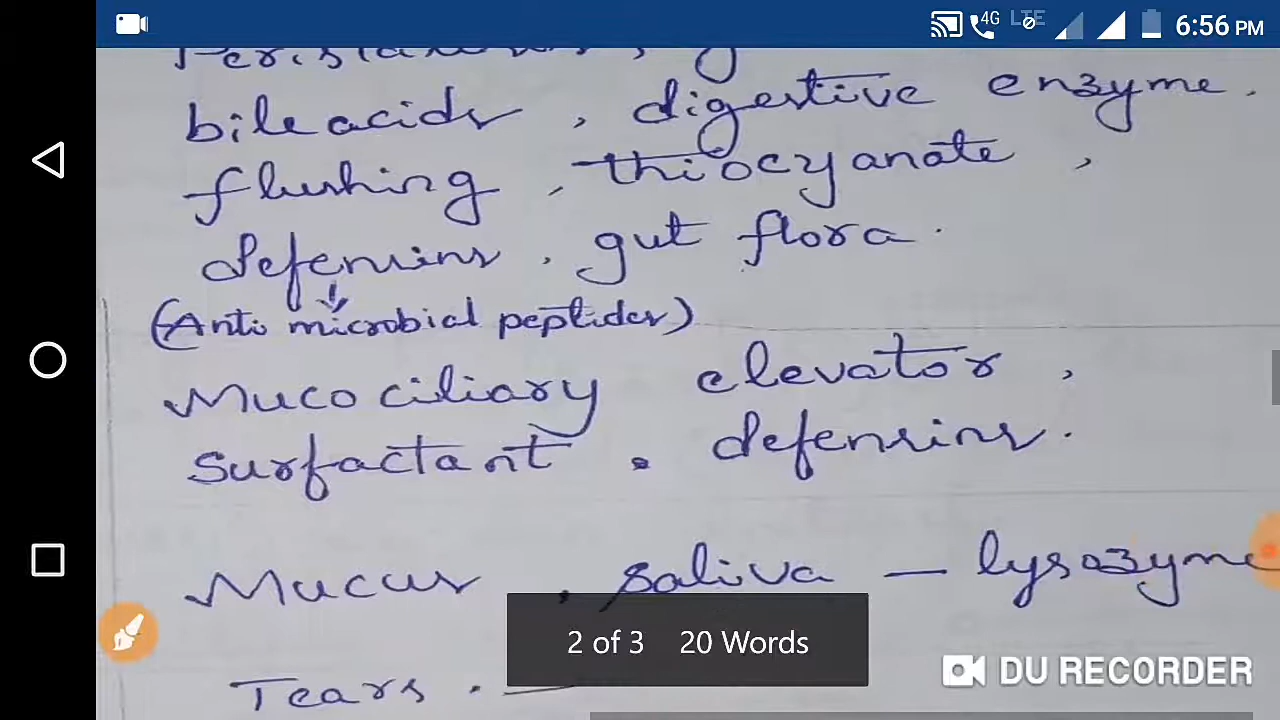 4G LTE 6:56 PM
bile acids, digestive enzyme.
flushing, thiocyanate,
defensins, gut flora.
(Anti microbial peptides)
Mucociliary elevator,
Surfactant, defensins.
Mucus, saliva — lysozyme
2 of 3 20 Words
DU RECORDER
Tears.